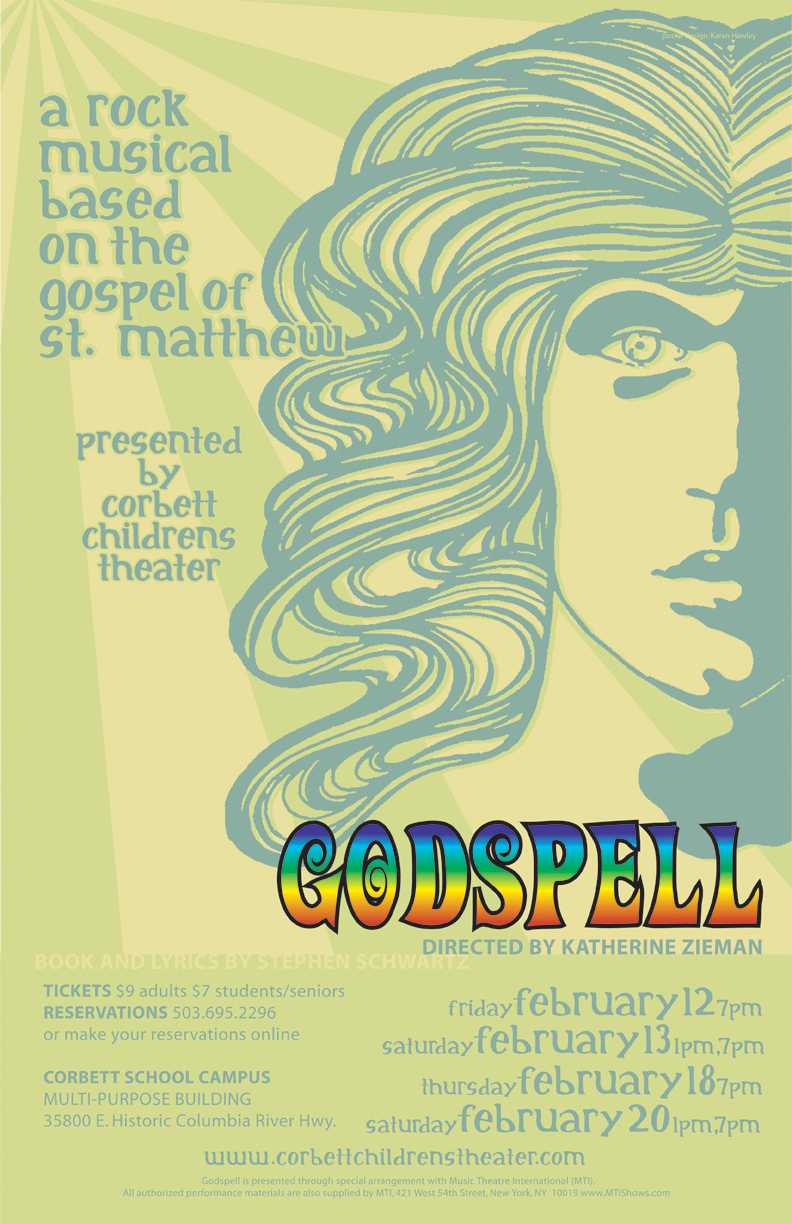 poster design: Karen Hawley
a rock
musical
based
on the
gospel of
st. matthew
presented
by
corbett
childrens
theater
GODSPELL
DIRECTED BY KATHERINE ZIEMAN
BOOK AND LYRICS BY STEPHEN SCHWARTZ
TICKETS $9 adults $7 students/seniors
RESERVATIONS 503.695.2296
or make your reservations online
CORBETT SCHOOL CAMPUS
MULTI-PURPOSE BUILDING
35800 E. Historic Columbia River Hwy.
friday february 12 7pm
saturday february 13 1pm,7pm
thursday february 18 7pm
saturday february 20 1pm,7pm
www.corbettchildrenstheater.com
Godspell is presented through special arrangement with Music Theatre International (MTI).
All authorized performance materials are also supplied by MTI, 421 West 54th Street, New York, NY 10019 www.MTIShows.com